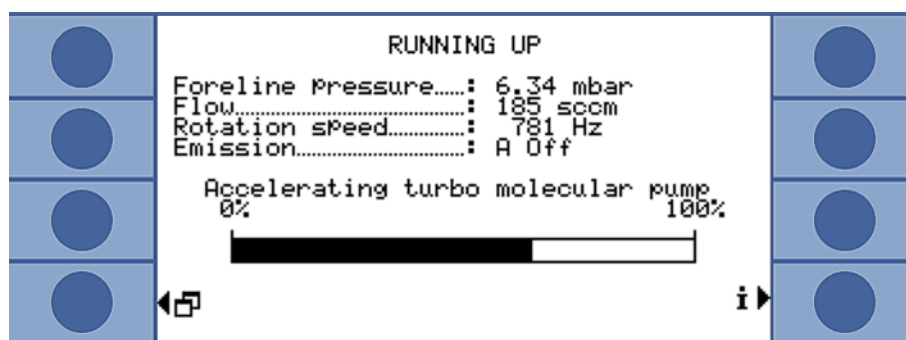 RUNNING UP
Foreline Pressure.....: 6.34 mbar
Flow..............................: 185 sccm
Rotation speed............: 781 Hz
Emission.......................: A Off
Accelerating turbo molecular pump
0% 100%
i